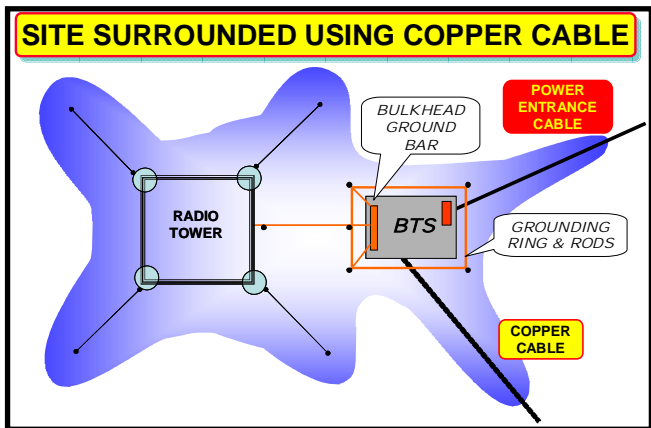 SITE SURROUNDED USING COPPER CABLE
POWER
ENTRANCE
CABLE
BULKHEAD
GROUND
BAR
RADIO
TOWER
BTS
GROUNDING
RING & RODS
COPPER
CABLE